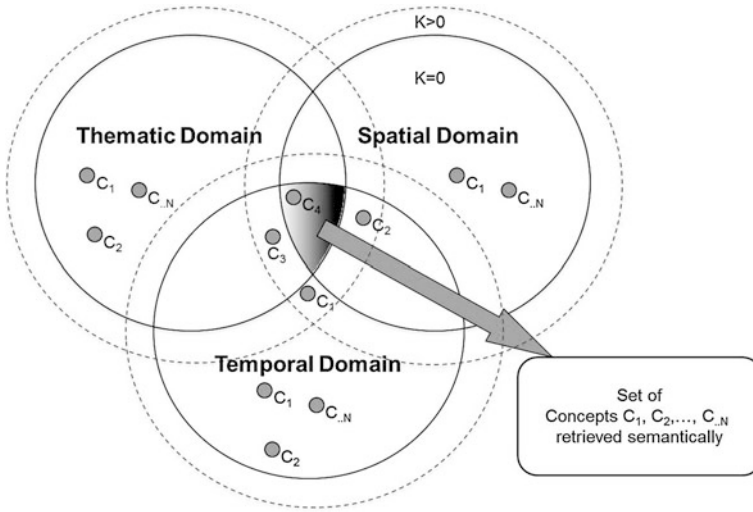 K>0
K=0
Thematic Domain
Spatial Domain
C1
C..N
C2
C1
C..N
C4
C2
C3
C1
Temporal Domain
C1
C..N
C2
Set of
Concepts C1, C2,..., C..N
retrieved semantically